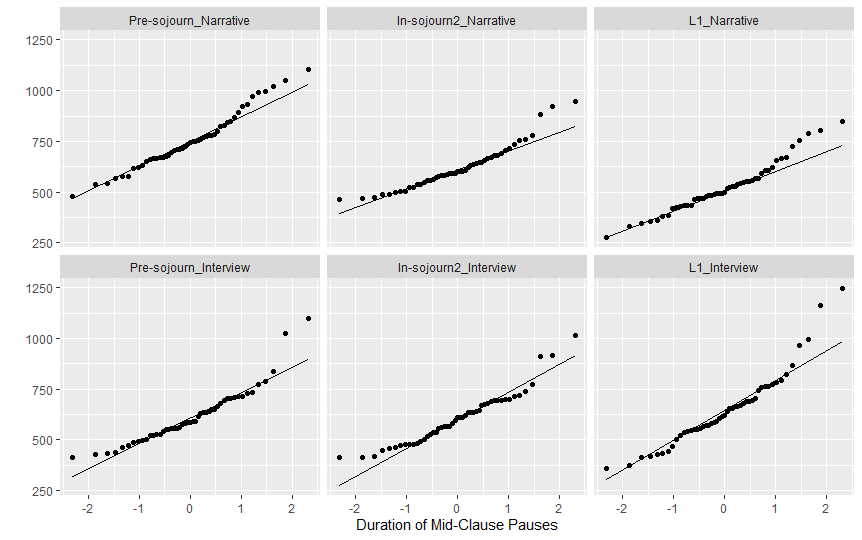 Pre-sojourn_Narrative In-sojourn2_Narrative L1_Narrative
1250
1000
750
500
250
Pre-sojourn_Interview In-sojourn2_Interview L1_Interview
1250
1000
750
500
250
-2 -1 0 1 2 -2 -1 0 1 2 -2 -1 0 1 2
Duration of Mid-Clause Pauses